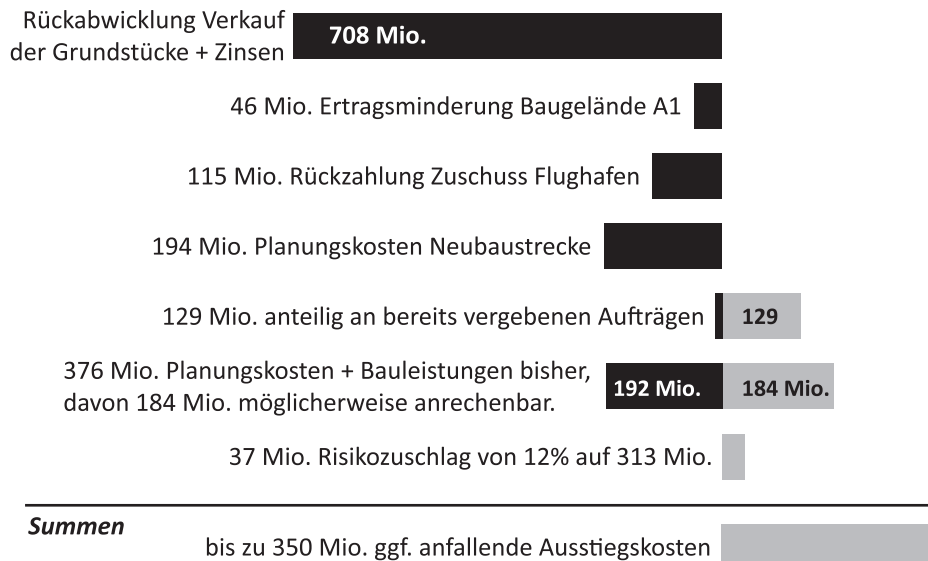 Rückabwicklung Verkauf
der Grundstücke + Zinsen
708 Mio.
46 Mio. Ertragsminderung Baugelände A1
115 Mio. Rückzahlung Zuschuss Flughafen
194 Mio. Planungskosten Neubaustrecke
129 Mio. anteilig an bereits vergebenen Aufträgen
129
376 Mio. Planungskosten + Bauleistungen bisher,
davon 184 Mio. möglicherweise anrechenbar.
192 Mio.
184 Mio.
37 Mio. Risikozuschlag von 12% auf 313 Mio.
Summen
bis zu 350 Mio. ggf. anfallende Ausstiegskosten